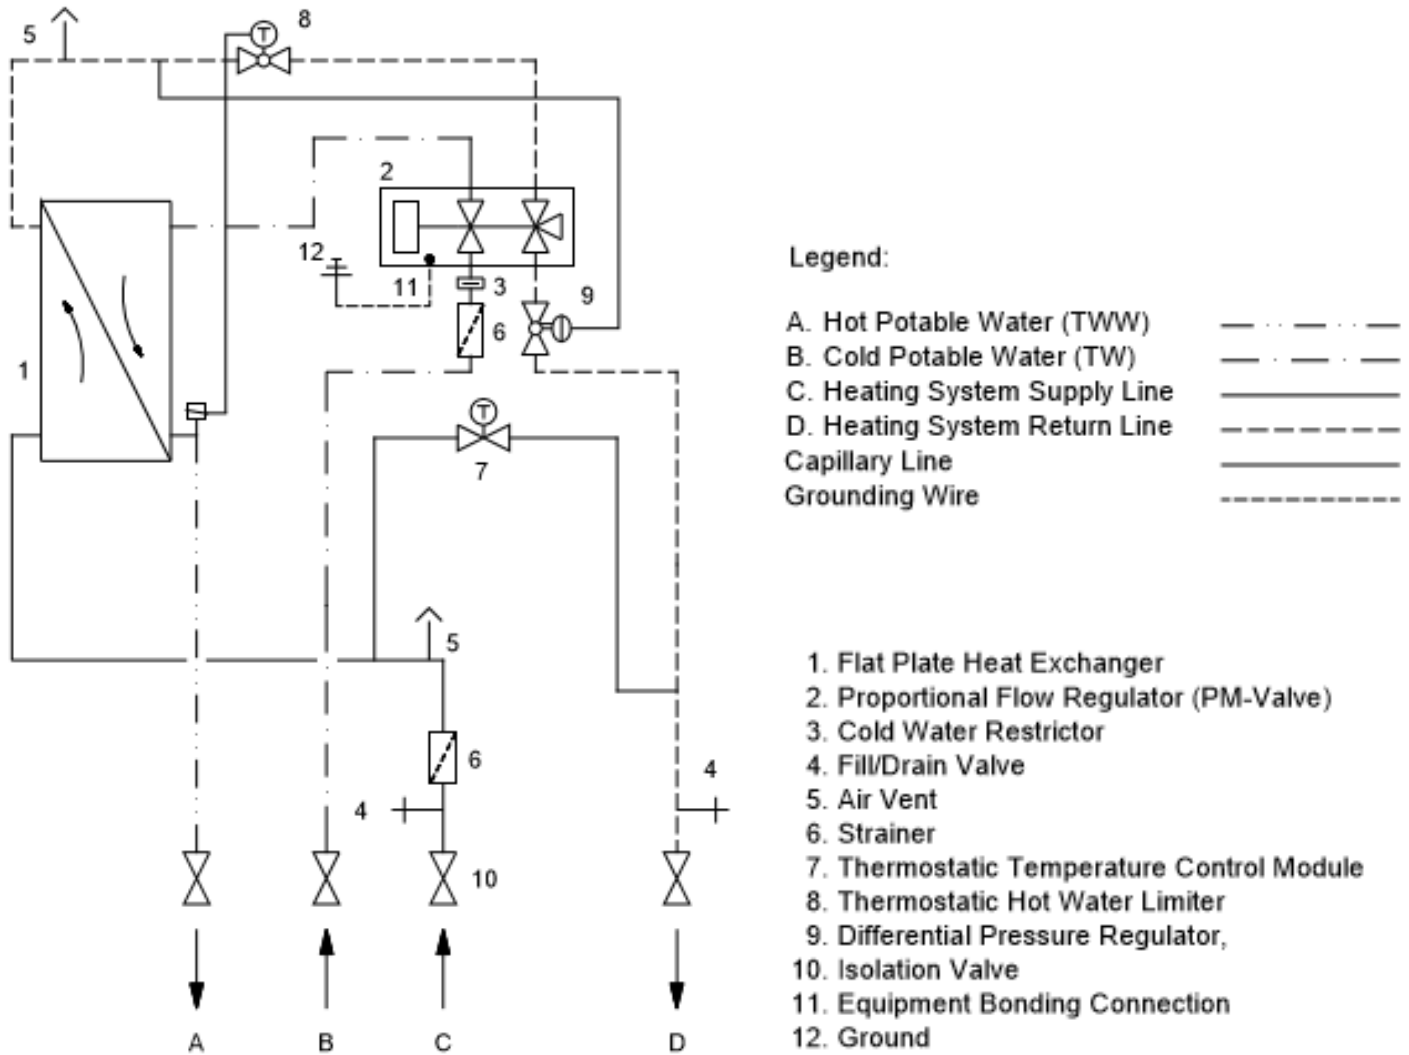 5
8
T
2
12
11
3
9
6
1
T
7
5
6
4
4
10
A
B
C
D
Legend:
A. Hot Potable Water (TWW)
B. Cold Potable Water (TW)
C. Heating System Supply Line
D. Heating System Return Line
Capillary Line
Grounding Wire
1. Flat Plate Heat Exchanger
2. Proportional Flow Regulator (PM-Valve)
3. Cold Water Restrictor
4. Fill/Drain Valve
5. Air Vent
6. Strainer
7. Thermostatic Temperature Control Module
8. Thermostatic Hot Water Limiter
9. Differential Pressure Regulator,
10. Isolation Valve
11. Equipment Bonding Connection
12. Ground